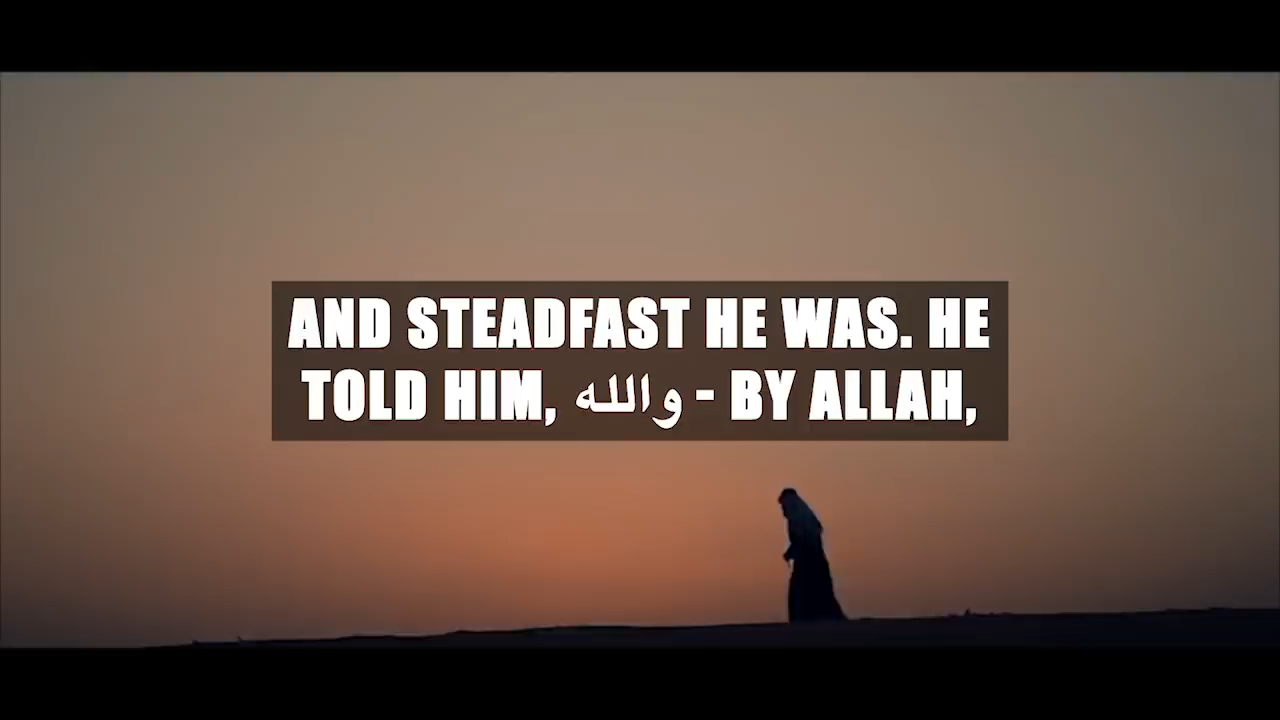 AND STEADFAST HE WAS. HE
TOLD HIM, والله - BY ALLAH,